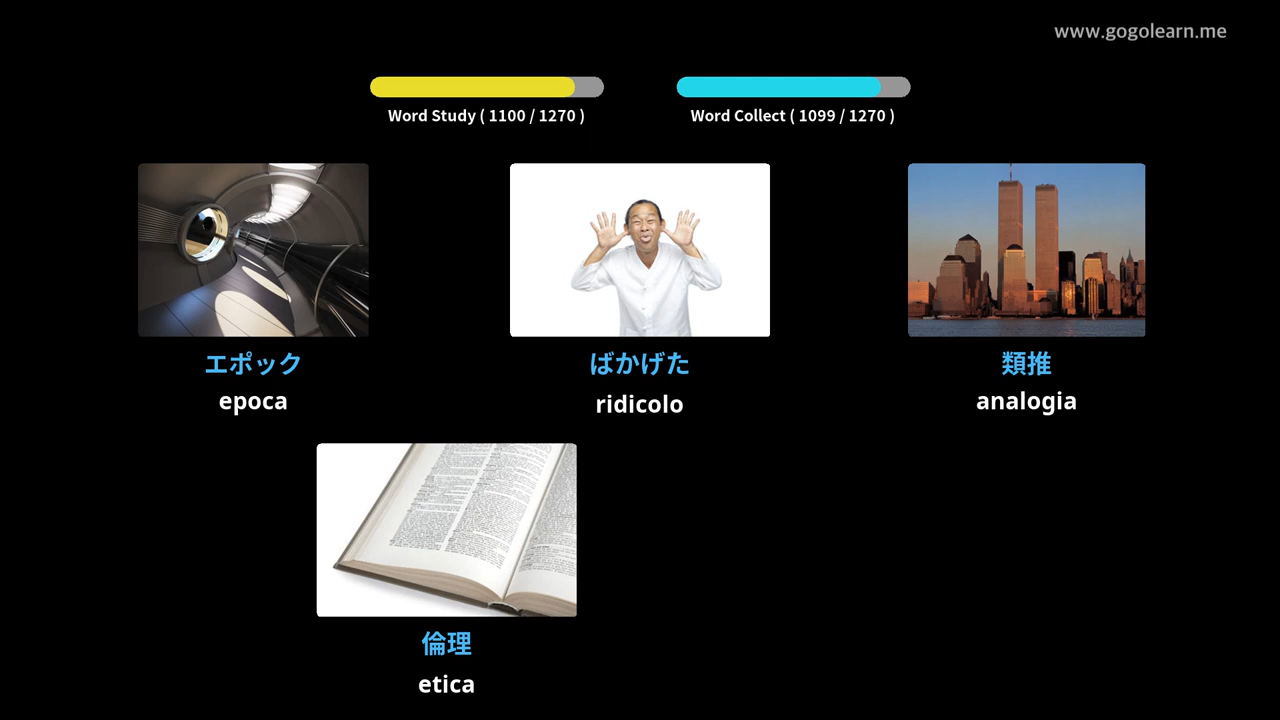 www.gogolearn.me
Word Study ( 1100 / 1270 )
Word Collect ( 1099 / 1270 )
エポック
epoca
ばかげた
ridicolo
類推
analogia
倫理
etica